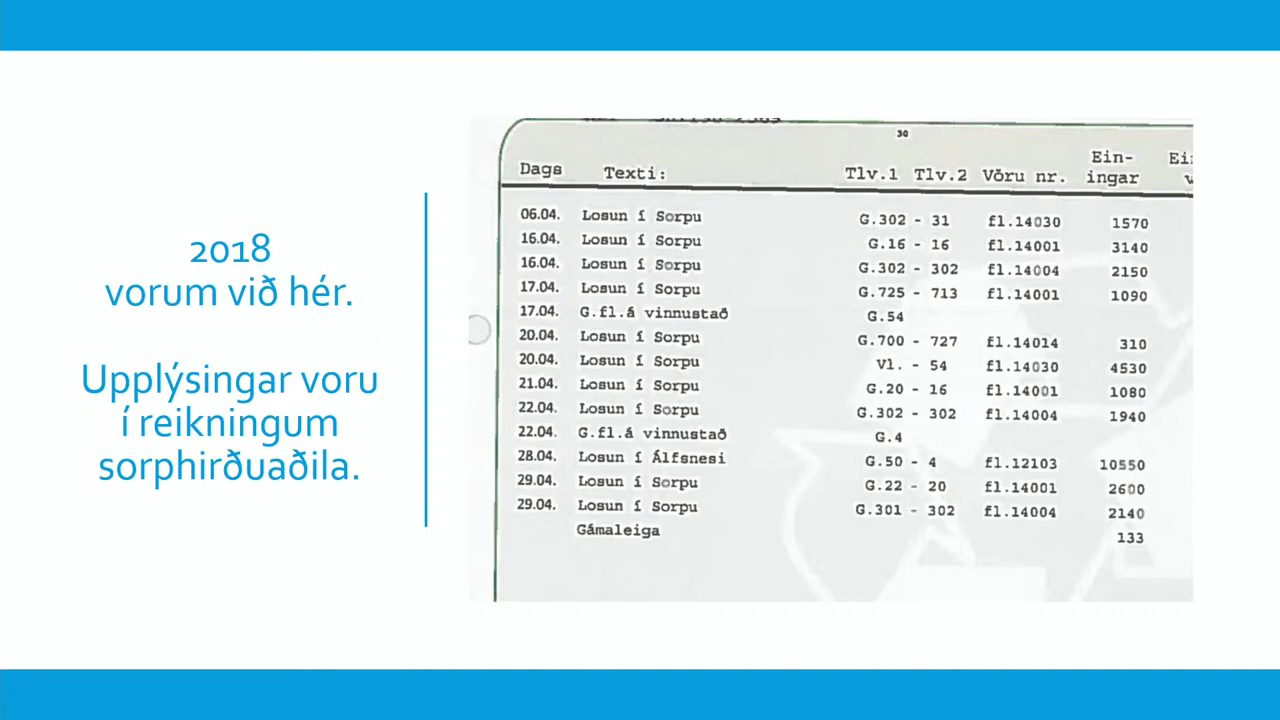 2018
vorum við hér.
Upplýsingar voru
í reikningum
sorphirðuaðila.
30
Dags Texti: Tlv.1 Tlv.2 Vöru nr. Ein-
ingar
06.04. Losun í Sorpu G.302 - 31 fl.14030 1570
16.04. Losun í Sorpu G.16 - 16 fl.14001 3140
16.04. Losun í Sorpu G.302 - 302 fl.14004 2150
17.04. Losun í Sorpu G.725 - 713 fl.14001 1090
17.04. G.fl.á vinnustað G.54
20.04. Losun í Sorpu G.700 - 727 fl.14014 310
20.04. Losun í Sorpu Vl. - 54 fl.14030 4530
21.04. Losun í Sorpu G.20 - 16 fl.14001 1080
22.04. Losun í Sorpu G.302 - 302 fl.14004 1940
22.04. G.fl.á vinnustað G.4
28.04. Losun í Álfsnesi G.50 - 4 fl.12103 10550
29.04. Losun í Sorpu G.22 - 20 fl.14001 2600
29.04. Losun í Sorpu G.301 - 302 fl.14004 2140
Gámaleiga 133